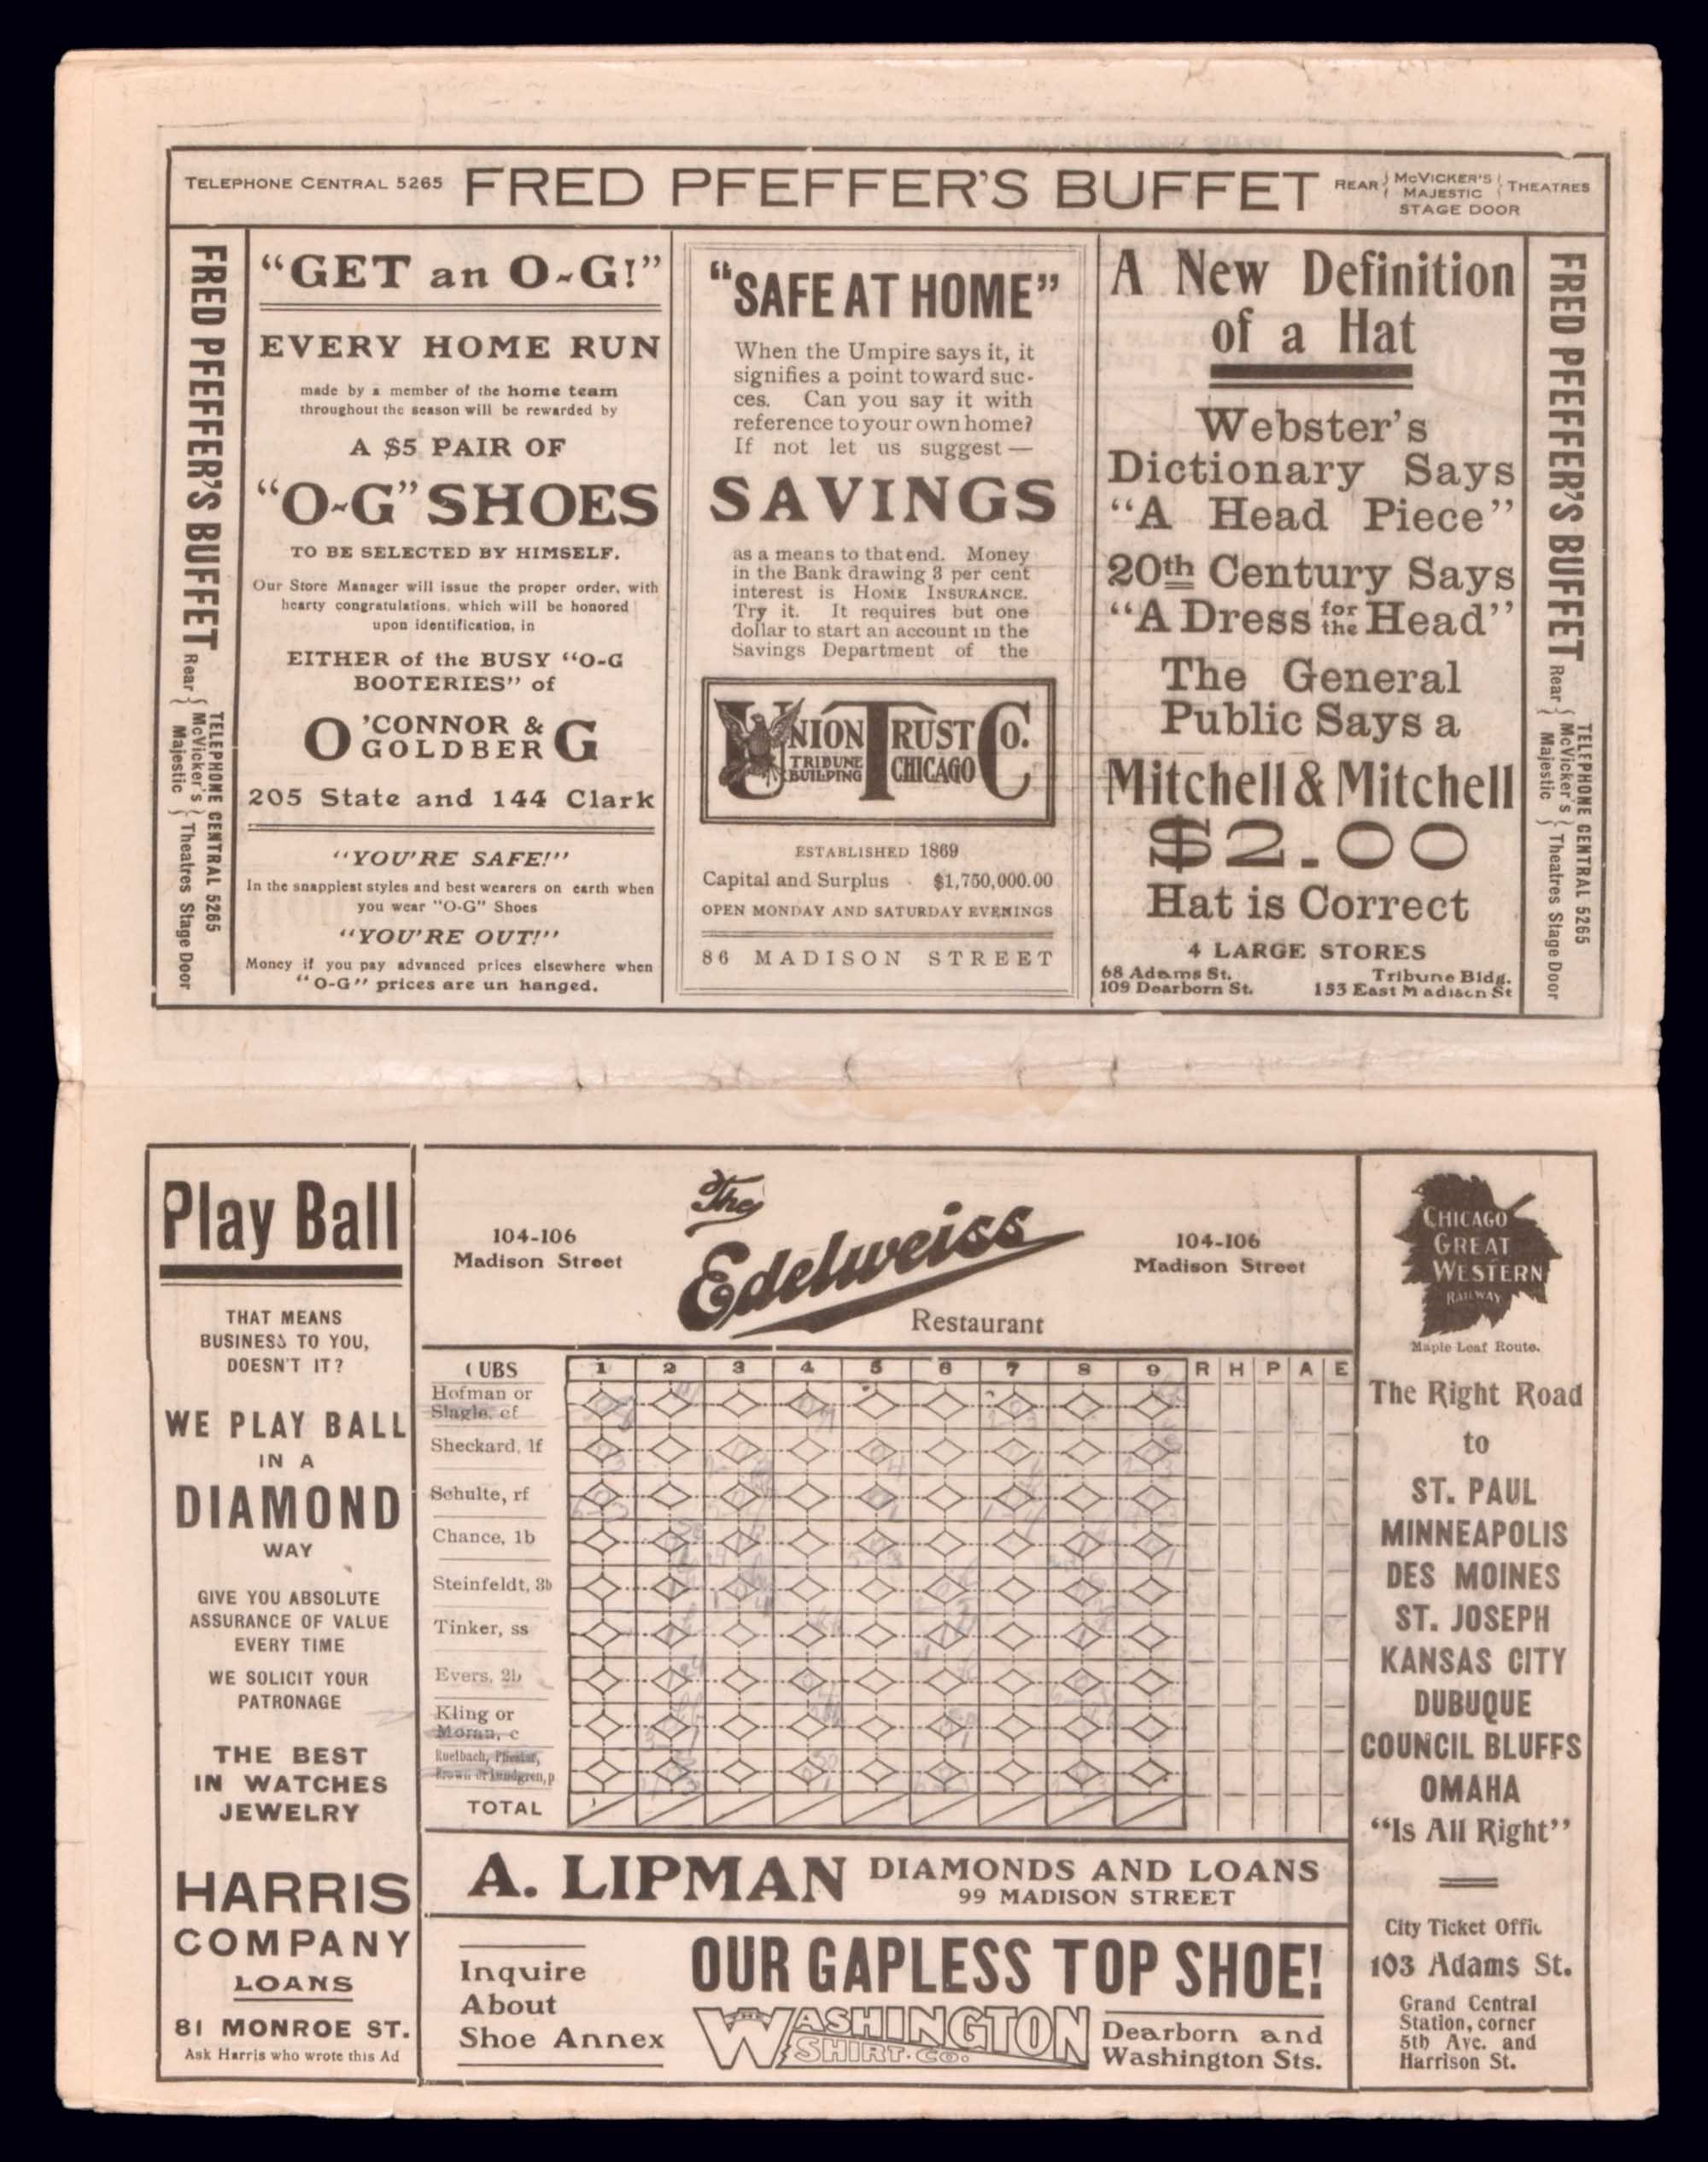 TELEPHONE CENTRAL 5265 FRED PFEFFER'S BUFFET REAR { McVICKER'S MAJESTIC } THEATRES STAGE DOOR
FRED PFEFFER'S BUFFET Rear { McVicker's Majestic } Theatres Stage Door
TELEPHONE CENTRAL 5265
"GET an O-G!"
EVERY HOME RUN
made by a member of the home team
throughout the season will be rewarded by
A $5 PAIR OF
"O-G" SHOES
TO BE SELECTED BY HIMSELF.
Our Store Manager will issue the proper order, with
hearty congratulations, which will be honored
upon identification, in
EITHER of the BUSY "O-G
BOOTERIES" of
O'CONNOR &
GOLDBERG
205 State and 144 Clark
"YOU'RE SAFE!"
In the snappiest styles and best wearers on earth when
you wear "O-G" Shoes
"YOU'RE OUT!"
Money if you pay advanced prices elsewhere when
"O-G" prices are un hanged.
"SAFE AT HOME"
When the Umpire says it, it
signifies a point toward suc-
ces. Can you say it with
reference to your own home?
If not let us suggest —
SAVINGS
as a means to that end. Money
in the Bank drawing 3 per cent
interest is HOME INSURANCE.
Try it. It requires but one
dollar to start an account in the
Savings Department of the
UNION TRUST CO.
TRIBUNE BUILDING CHICAGO
ESTABLISHED 1869
Capital and Surplus - $1,750,000.00
OPEN MONDAY AND SATURDAY EVENINGS
86 MADISON STREET
A New Definition
of a Hat
Webster's
Dictionary Says
"A Head Piece"
20th Century Says
"A Dress for the Head"
The General
Public Says a
Mitchell & Mitchell
$2.00
Hat is Correct
4 LARGE STORES
68 Adams St. Tribune Bldg.
109 Dearborn St. 153 East Madison St
FRED PFEFFER'S BUFFET Rear { McVicker's Majestic } Theatres Stage Door
TELEPHONE CENTRAL 5265
Play Ball
THAT MEANS
BUSINESS TO YOU,
DOESN'T IT?
WE PLAY BALL
IN A
DIAMOND
WAY
GIVE YOU ABSOLUTE
ASSURANCE OF VALUE
EVERY TIME
WE SOLICIT YOUR
PATRONAGE
THE BEST
IN WATCHES
JEWELRY
HARRIS
COMPANY
LOANS
81 MONROE ST.
Ask Harris who wrote this Ad
104-106
Madison Street
The
Edelweiss
Restaurant
104-106
Madison Street
CUBS 1 2 3 4 5 6 7 8 9 R H P A E
Hofman or
Slagle, cf
Sheckard, lf
Schulte, rf
Chance, 1b
Steinfeldt, 3b
Tinker, ss
Evers, 2b
Kling or
Moran, c
Ruelbach, Pfiester,
Brown or Lundgren, p
TOTAL
A. LIPMAN DIAMONDS AND LOANS
99 MADISON STREET
Inquire
About
Shoe Annex
OUR GAPLESS TOP SHOE!
THE WASHINGTON
SHIRT·CO.
Dearborn and
Washington Sts.
CHICAGO
GREAT
WESTERN
RAILWAY
Maple Leaf Route.
The Right Road
to
ST. PAUL
MINNEAPOLIS
DES MOINES
ST. JOSEPH
KANSAS CITY
DUBUQUE
COUNCIL BLUFFS
OMAHA
"Is All Right"
City Ticket Offic
103 Adams St.
Grand Central
Station, corner
5th Ave. and
Harrison St.